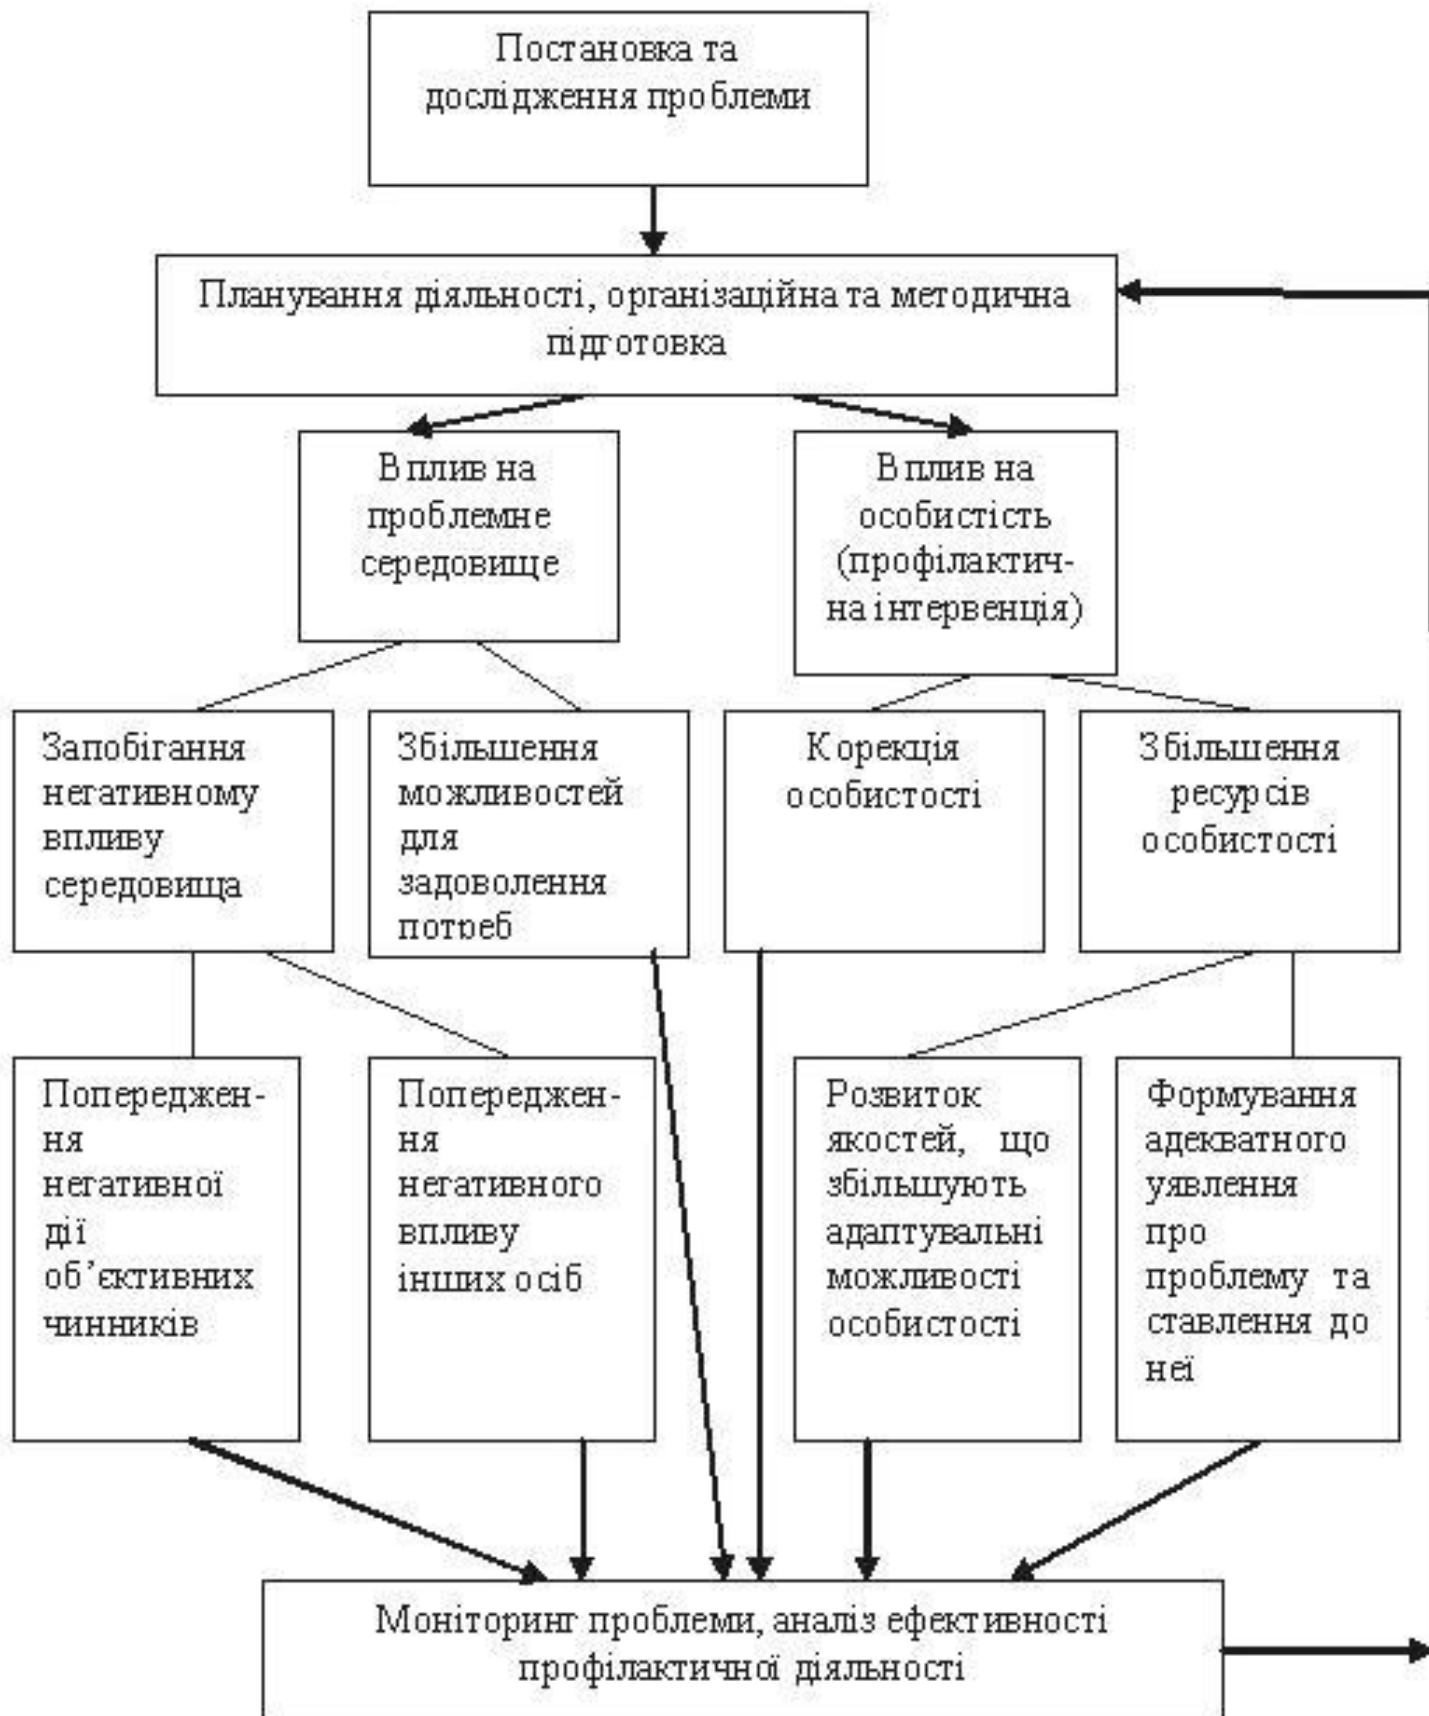 Постановка та
дослідження проблеми
Планування діяльності, організаційна та методична
підготовка
Вплив на
проблемне
середовище
Вплив на
особистість
(профілактич-
на інтервенція)
Запобігання
негативному
впливу
середовища
Збільшення
можливостей
для
задоволення
потреб
Корекція
особистості
Збільшення
ресурсів
особистості
Попереджен-
ня
негативної
дії
об’єктивних
чинників
Попереджен-
ня
негативного
впливу
інших осіб
Розвиток
якостей, що
збільшують
адаптувальні
можливості
особистості
Формування
адекватного
уявлення
про
проблему та
ставлення до
неї
Моніторинг проблеми, аналіз ефективності
профілактичної діяльності